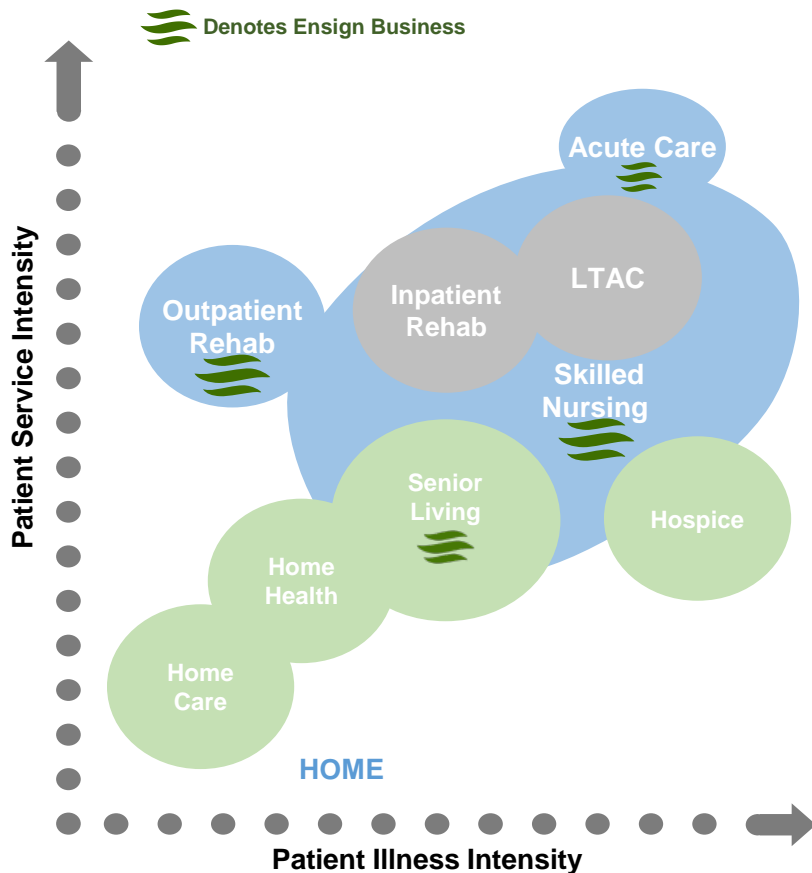 Denotes Ensign Business
Patient Service Intensity
Acute Care
LTAC
Inpatient
Rehab
Outpatient
Rehab
Skilled
Nursing
Senior
Living
Hospice
Home
Health
Home
Care
HOME
Patient Illness Intensity